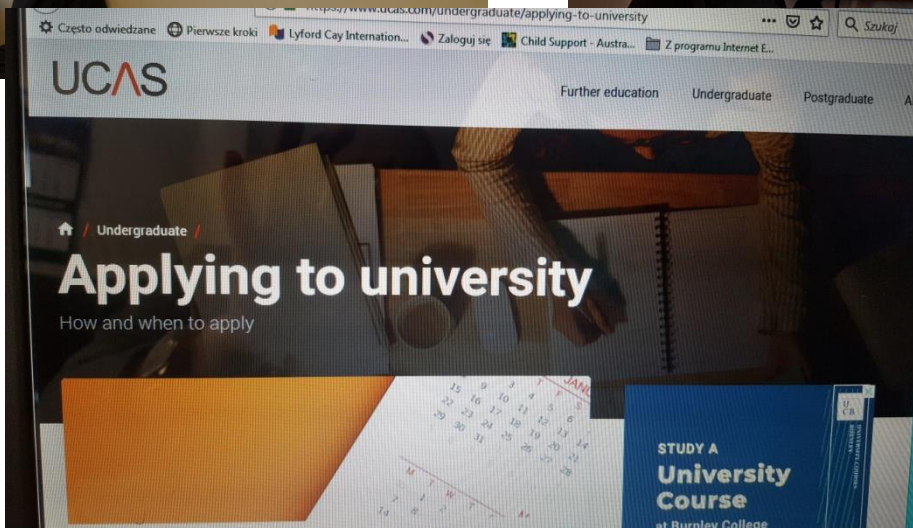 https://www.ucas.com/undergraduate/applying-to-university
Szukaj
Często odwiedzane Pierwsze kroki Lyford Cay Internation... Zaloguj się Child Support - Austra... Z programu Internet E...
UCAS
Further education Undergraduate Postgraduate A
/ Undergraduate /
Applying to university
How and when to apply
STUDY A
University
Course
at Burnley College